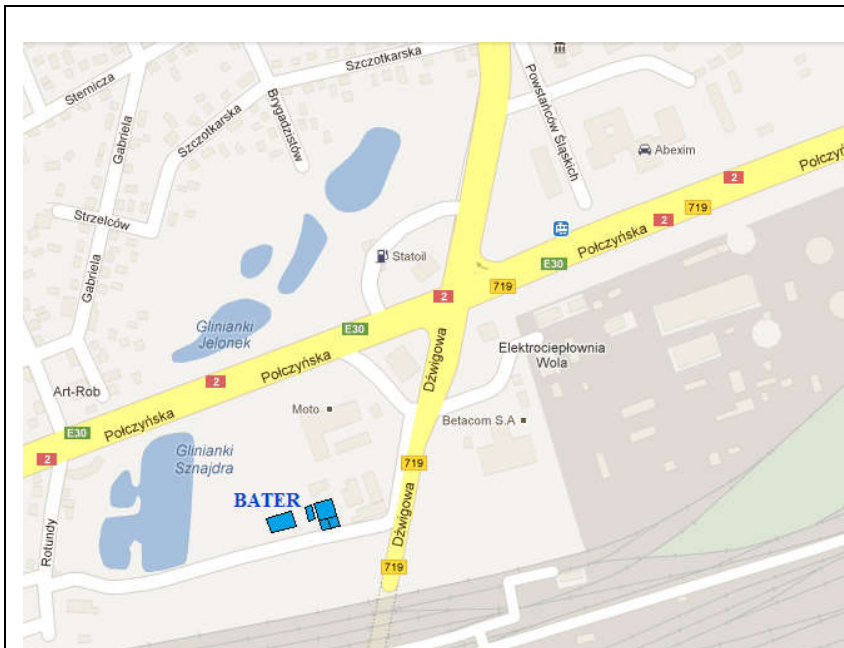 Szczotkarska
Sternicza
Gabriela
Brygadzistów
Szczotkarska
Powstańców Śląskich
Abexim
Połczyń
2
719
2
Połczyńska
Strzelców
Statoil
E30
719
Gabriela
2
Glinianki
Jelonek
E30
Połczyńska
Dźwigowa
Elektrociepłownia
Wola
2
Art-Rob
Moto
Betacom S.A
Połczyńska
E30
2
Glinianki
Sznajdra
719
BATER
Dźwigowa
Rotundy
719